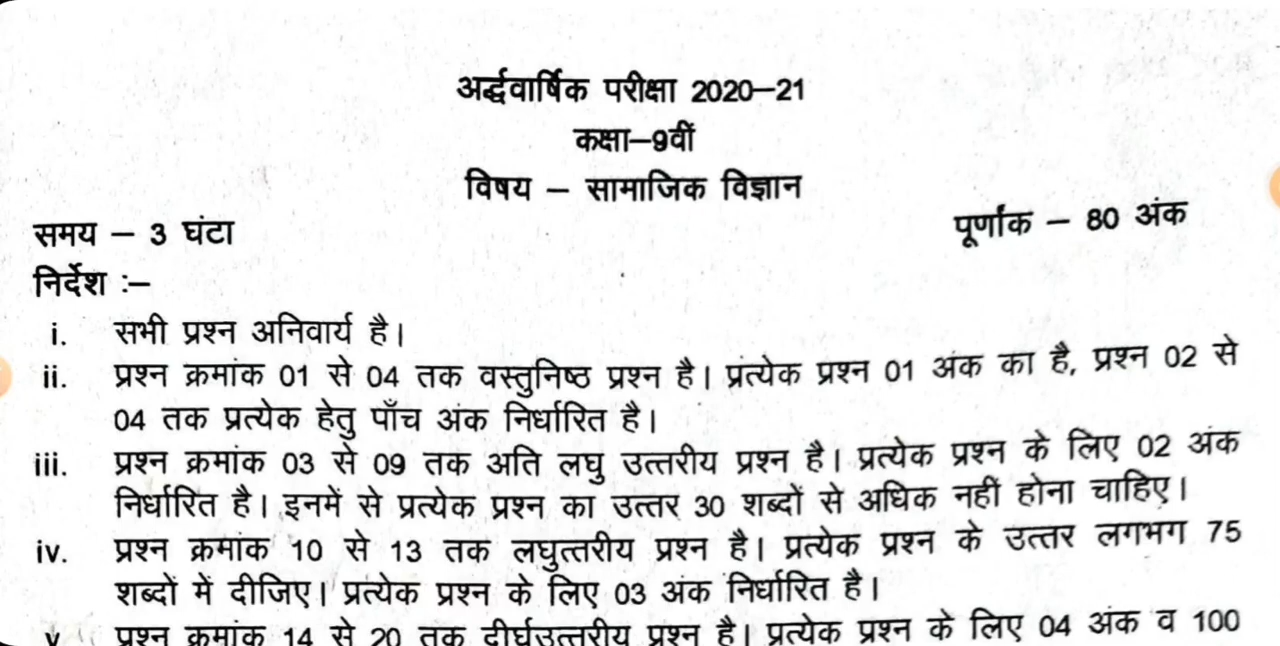 अर्द्धवार्षिक परीक्षा 2020–21
कक्षा–9वीं
विषय – सामाजिक विज्ञान
समय – 3 घंटा
पूर्णांक – 80 अंक
निर्देश :–
i. सभी प्रश्न अनिवार्य है।
ii. प्रश्न क्रमांक 01 से 04 तक वस्तुनिष्ठ प्रश्न है। प्रत्येक प्रश्न 01 अंक का है, प्रश्न 02 से
04 तक प्रत्येक हेतु पाँच अंक निर्धारित है।
iii. प्रश्न क्रमांक 03 से 09 तक अति लघु उत्तरीय प्रश्न है। प्रत्येक प्रश्न के लिए 02 अंक
निर्धारित है। इनमें से प्रत्येक प्रश्न का उत्तर 30 शब्दों से अधिक नहीं होना चाहिए।
iv. प्रश्न क्रमांक 10 से 13 तक लघुत्तरीय प्रश्न है। प्रत्येक प्रश्न के उत्तर लगभग 75
शब्दों में दीजिए। प्रत्येक प्रश्न के लिए 03 अंक निर्धारित है।
v. प्रश्न क्रमांक 14 से 20 तक दीर्घउत्तरीय प्रश्न है। प्रत्येक प्रश्न के लिए 04 अंक व 100